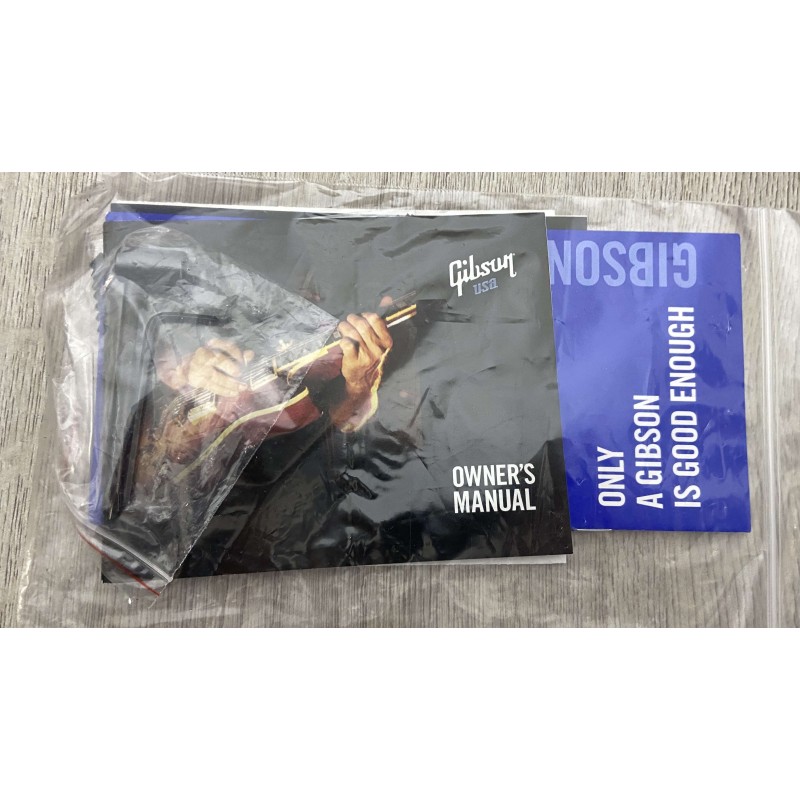 Gibson
USA
OWNER'S
MANUAL
GIBSON
ONLY
A GIBSON
IS GOOD ENOUGH